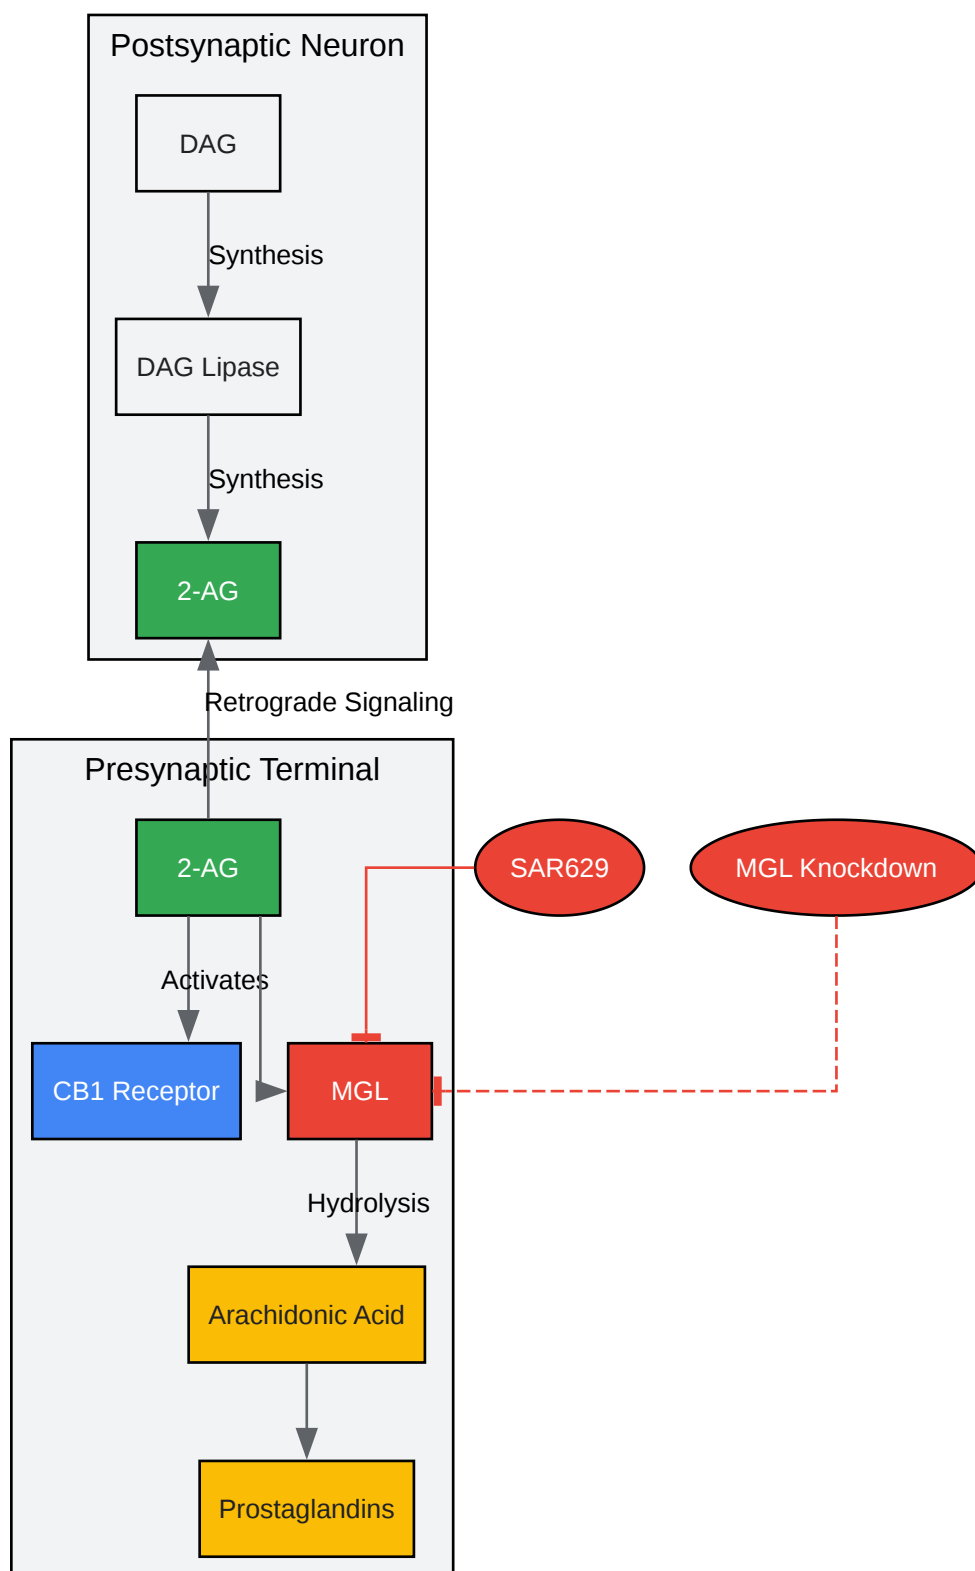 Postsynaptic Neuron
DAG
Synthesis
DAG Lipase
Synthesis
2-AG
Retrograde Signaling
Presynaptic Terminal
2-AG
SAR629
MGL Knockdown
Activates
CB1 Receptor
MGL
Hydrolysis
Arachidonic Acid
Prostaglandins